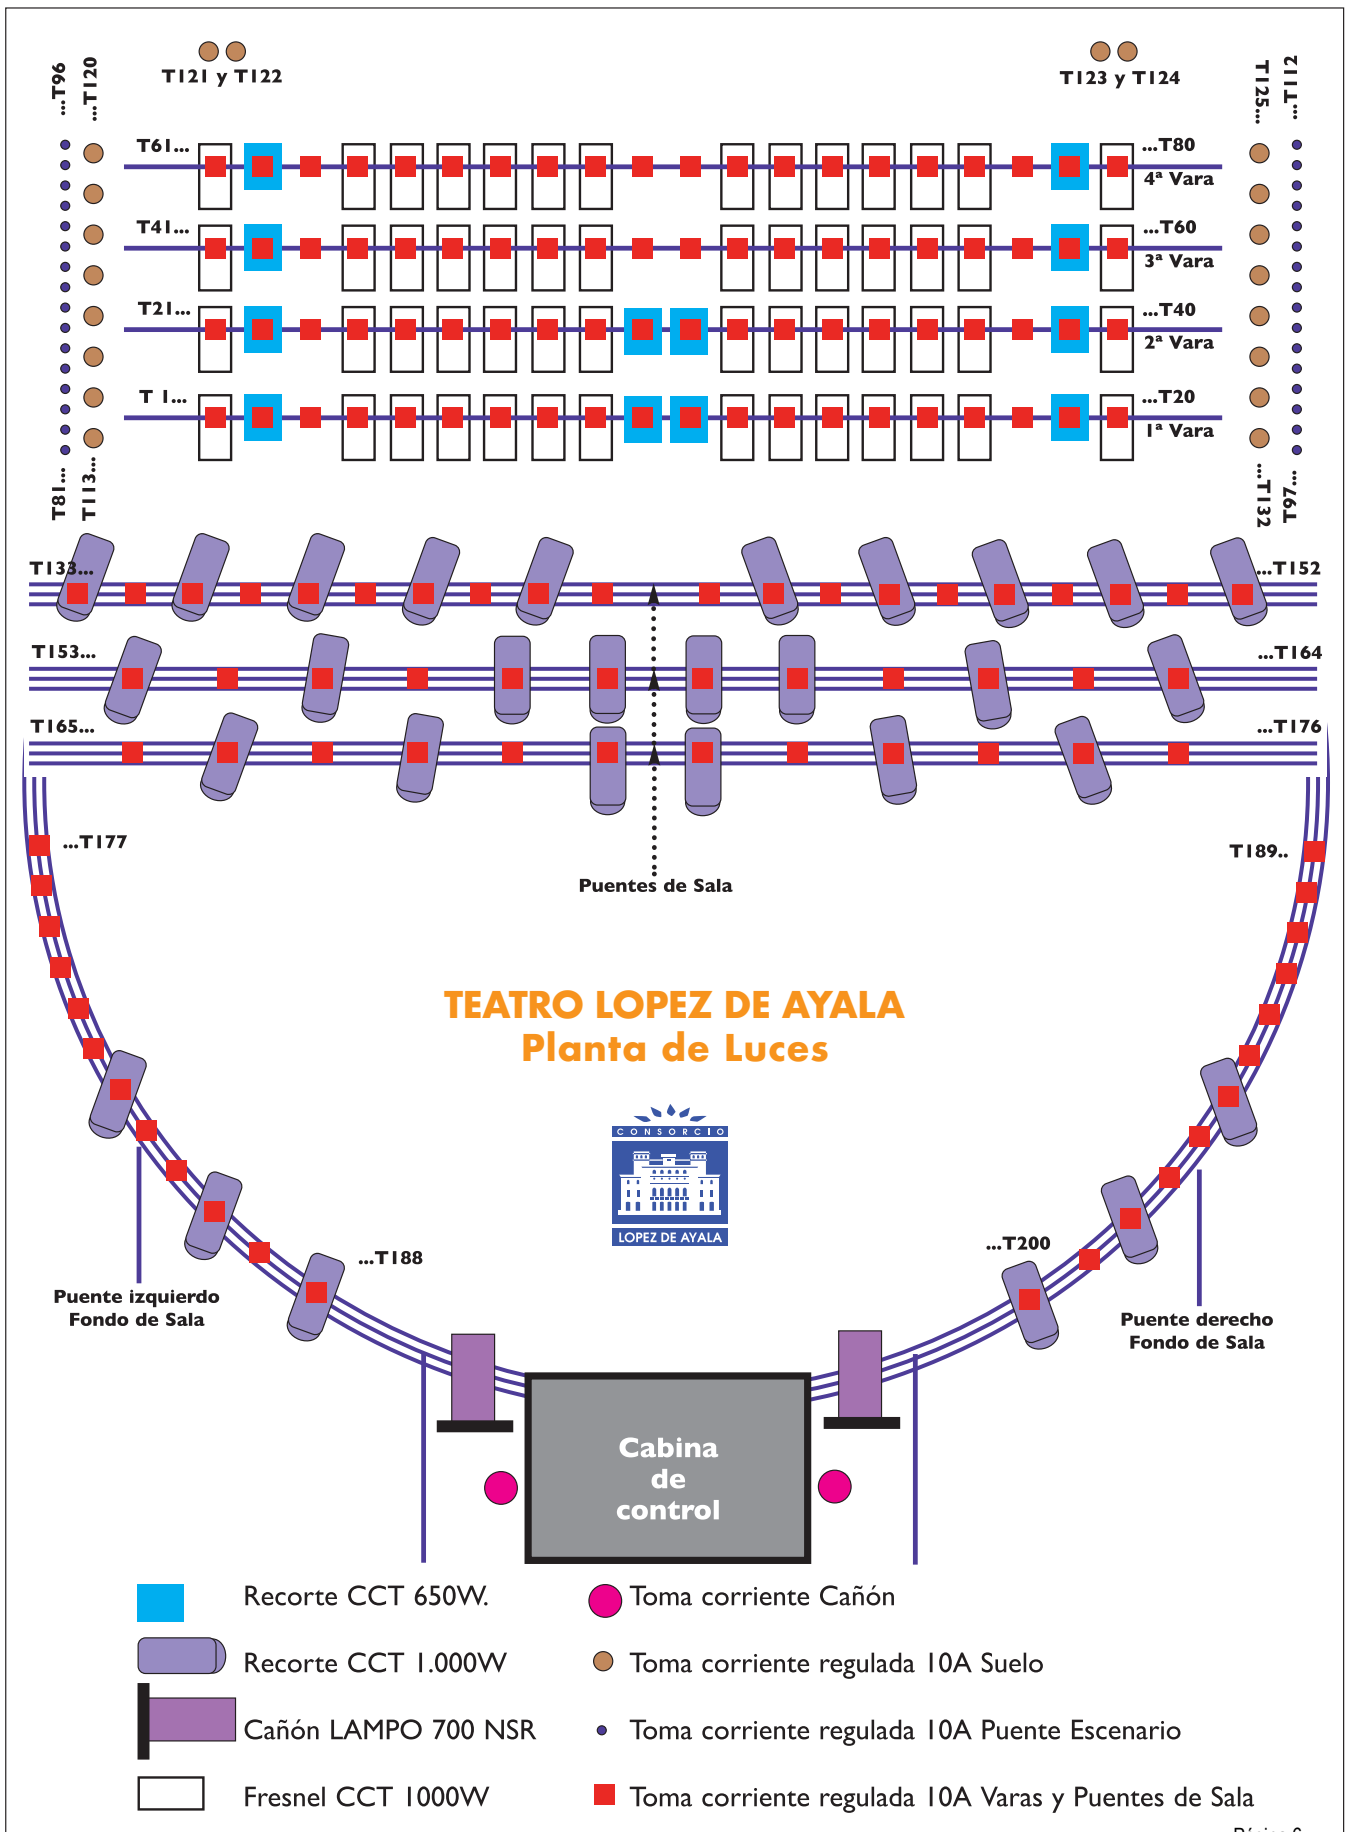 T121 y T122
T123 y T124
...T96
...T120
T125...
...T112
T61...
...T80
4ª Vara
T41...
...T60
3ª Vara
T21...
...T40
2ª Vara
T 1...
...T20
1ª Vara
T81...
T113...
...T132
T97...
T133...
...T152
T153...
...T164
T165...
...T176
...T177
T189..
Puentes de Sala
TEATRO LOPEZ DE AYALA
Planta de Luces
CONSORCIO
LOPEZ DE AYALA
...T188
...T200
Puente izquierdo
Fondo de Sala
Puente derecho
Fondo de Sala
Cabina
de
control
Recorte CCT 650W.
Toma corriente Cañón
Recorte CCT 1.000W
Toma corriente regulada 10A Suelo
Cañón LAMPO 700 NSR
Toma corriente regulada 10A Puente Escenario
Fresnel CCT 1000W
Toma corriente regulada 10A Varas y Puentes de Sala